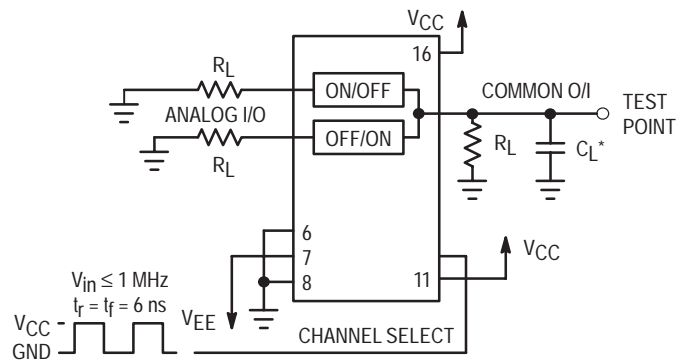 VCC
16
RL
ON/OFF
COMMON O/I
TEST
POINT
ANALOG I/O
RL
OFF/ON
RL
CL*
6
7
8
11
VCC
Vin ≤ 1 MHz
tr = tf = 6 ns
VEE
VCC
GND
CHANNEL SELECT